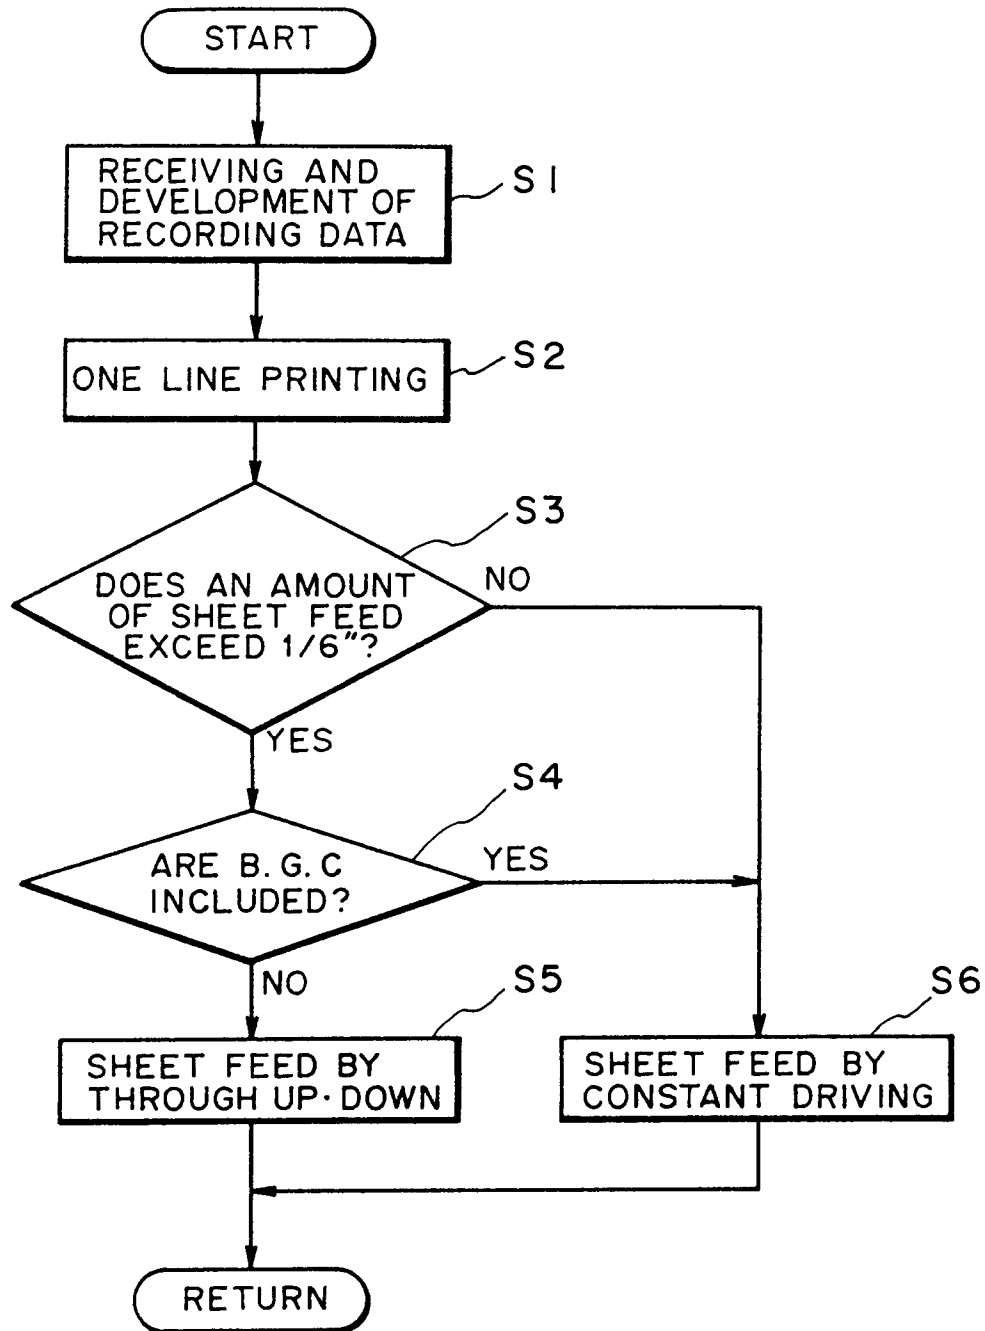 START
RECEIVING AND
DEVELOPMENT OF
RECORDING DATA
S1
ONE LINE PRINTING
S2
S3
DOES AN AMOUNT
OF SHEET FEED
EXCEED 1/6"?
NO
YES
S4
ARE B.G.C
INCLUDED?
YES
NO
S5
SHEET FEED BY
THROUGH UP·DOWN
S6
SHEET FEED BY
CONSTANT DRIVING
RETURN